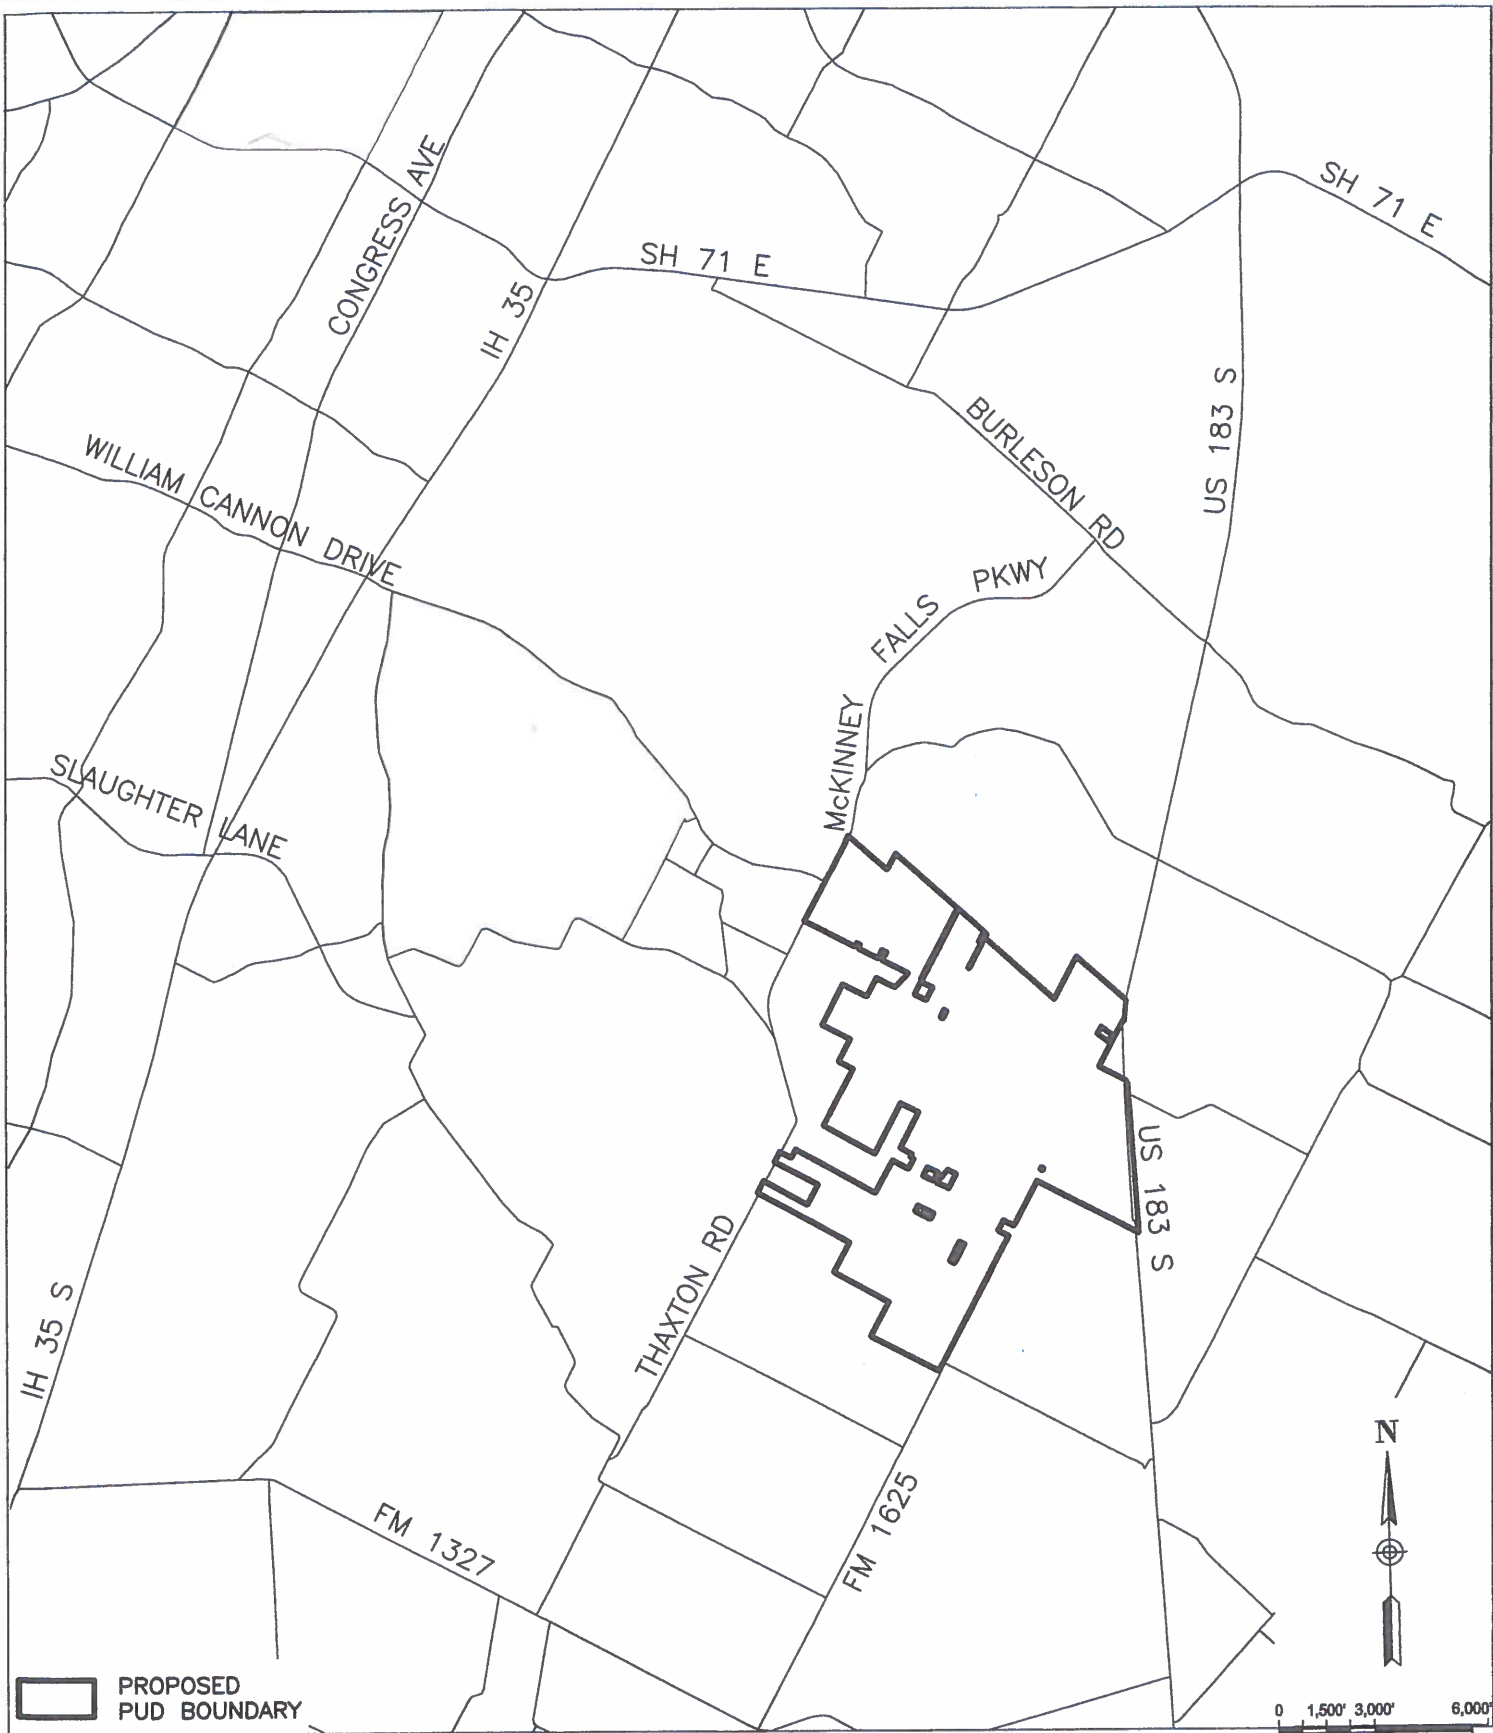 SH 71 E
CONGRESS AVE
SH 71 E
IH 35
US 183 S
BURLESON RD
WILLIAM CANNON DRIVE
McKINNEY FALLS PKWY
SLAUGHTER LANE
US 183 S
THAXTON RD
IH 35 S
N
FM 1625
FM 1327
PROPOSED
PUD BOUNDARY
0 1,500' 3,000' 6,000'